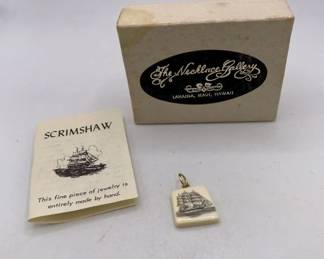 The Necklace Gallery
LAHAINA, MAUI, HAWAII
SCRIMSHAW
This fine piece of jewelry is
entirely made by hand.